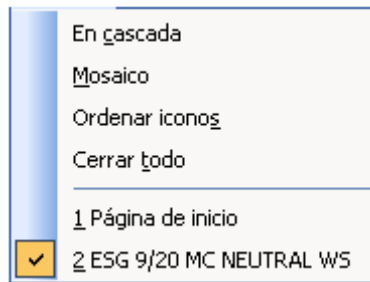 En cascada
Mosaico
Ordenar iconos
Cerrar todo
1 Página de inicio
2 ESG 9/20 MC NEUTRAL WS